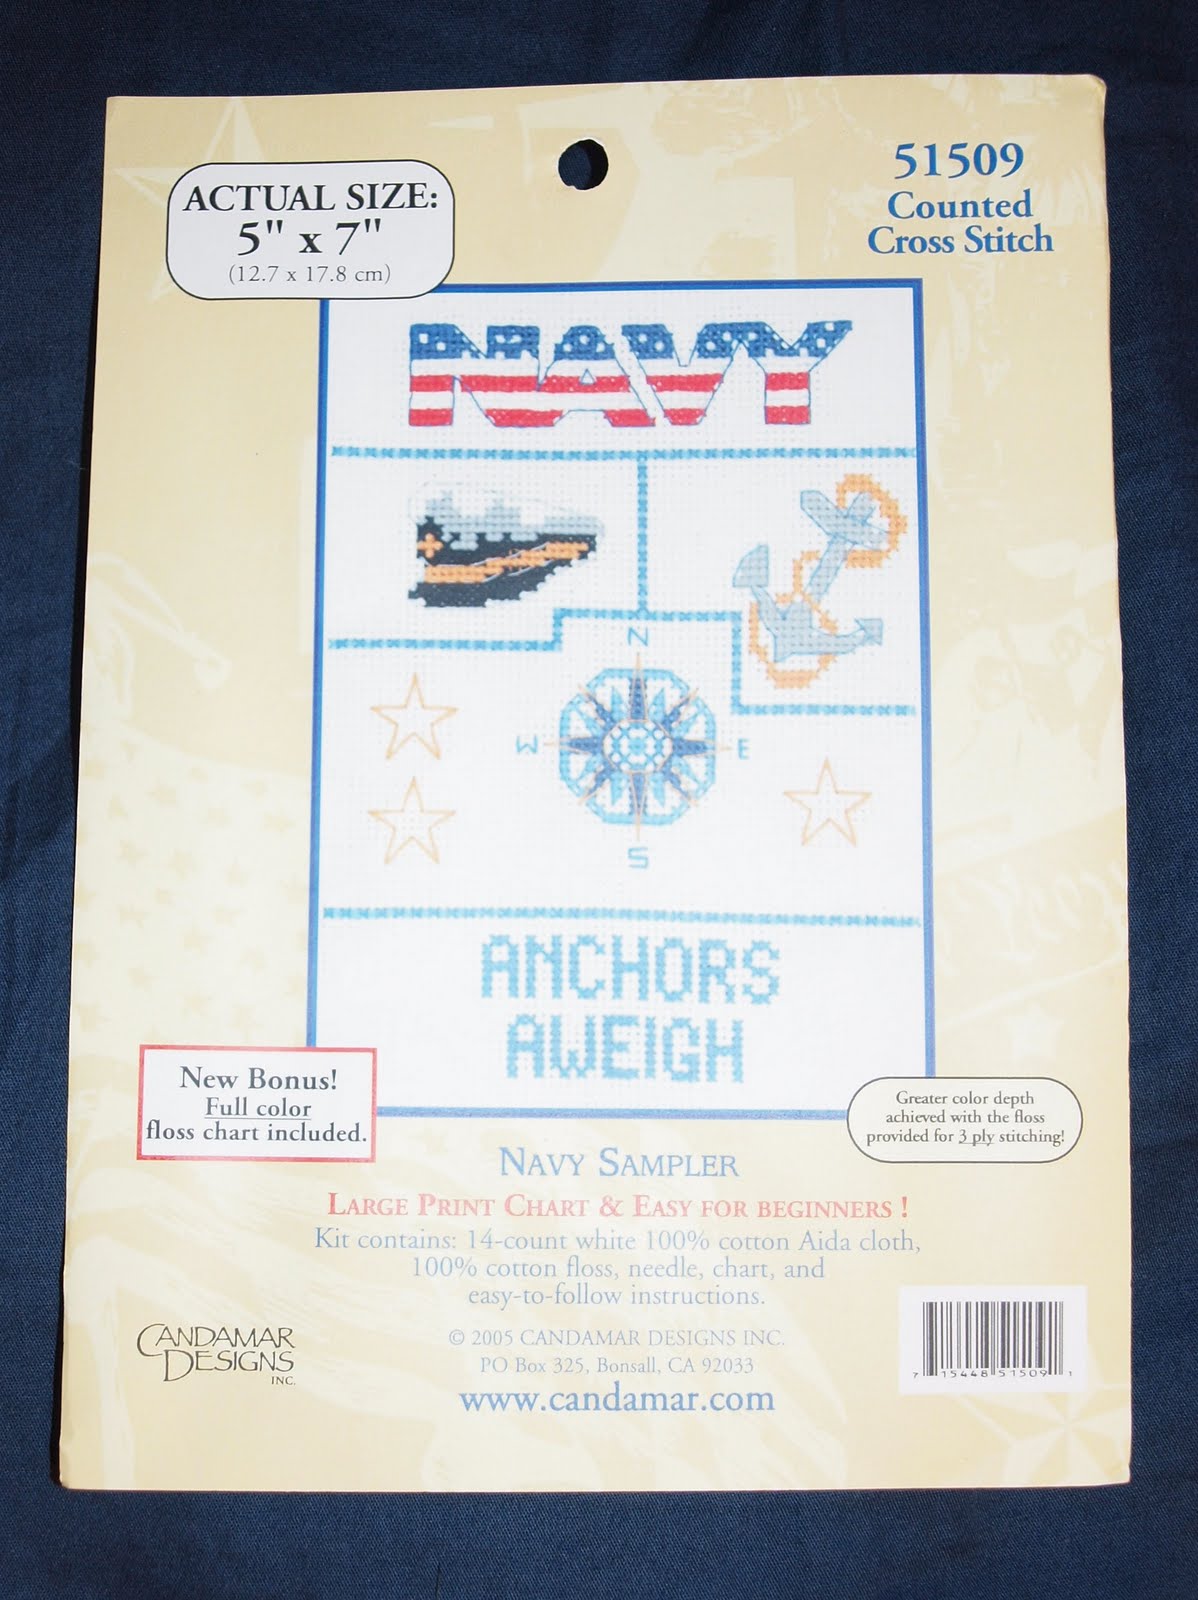 ACTUAL SIZE:
5" x 7"
(12.7 x 17.8 cm)
51509
Counted
Cross Stitch
NAVY
N
W E
S
ANCHORS
AWEIGH
New Bonus!
Full color
floss chart included.
Greater color depth
achieved with the floss
provided for 3 ply stitching!
NAVY SAMPLER
LARGE PRINT CHART & EASY FOR BEGINNERS !
Kit contains: 14-count white 100% cotton Aida cloth,
100% cotton floss, needle, chart, and
easy-to-follow instructions.
CANDAMAR
DESIGNS
INC.
© 2005 CANDAMAR DESIGNS INC.
PO Box 325, Bonsall, CA 92033
www.candamar.com
7 15448 51509 1